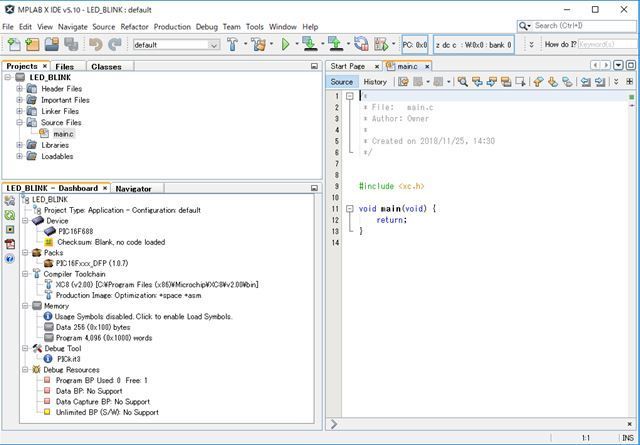 MPLAB X IDE v5.10 - LED_BLINK : default
File Edit View Navigate Source Refactor Production Debug Team Tools Window Help
Search (Ctrl+I)
default
PC: 0x0
z dc c : W:0x0 : bank 0
How do I?
Keyword(s)
Projects × Files Classes
LED_BLINK
Header Files
Important Files
Linker Files
Source Files
main.c
Libraries
Loadables
LED_BLINK - Dashboard × Navigator
LED_BLINK
Project Type: Application - Configuration: default
Device
PIC16F688
Checksum: Blank, no code loaded
Packs
PIC16Fxxx_DFP (1.0.7)
Compiler Toolchain
XC8 (v2.00) [C:¥Program Files (x86)¥Microchip¥XC8¥v2.00¥bin]
Production Image: Optimization: +space +asm
Memory
Usage Symbols disabled. Click to enable Load Symbols.
Data 256 (0x100) bytes
Program 4,096 (0x1000) words
Debug Tool
PICkit3
Debug Resources
Program BP Used: 0 Free: 1
Data BP: No Support
Data Capture BP: No Support
Unlimited BP (S/W): No Support
Start Page × main.c ×
Source History
1 /*
2 * File: main.c
3 * Author: Owner
4 *
5 * Created on 2018/11/25, 14:30
6 */
7
8
9 #include <xc.h>
10
11 void main(void) {
12 return;
13 }
14
1:1 INS